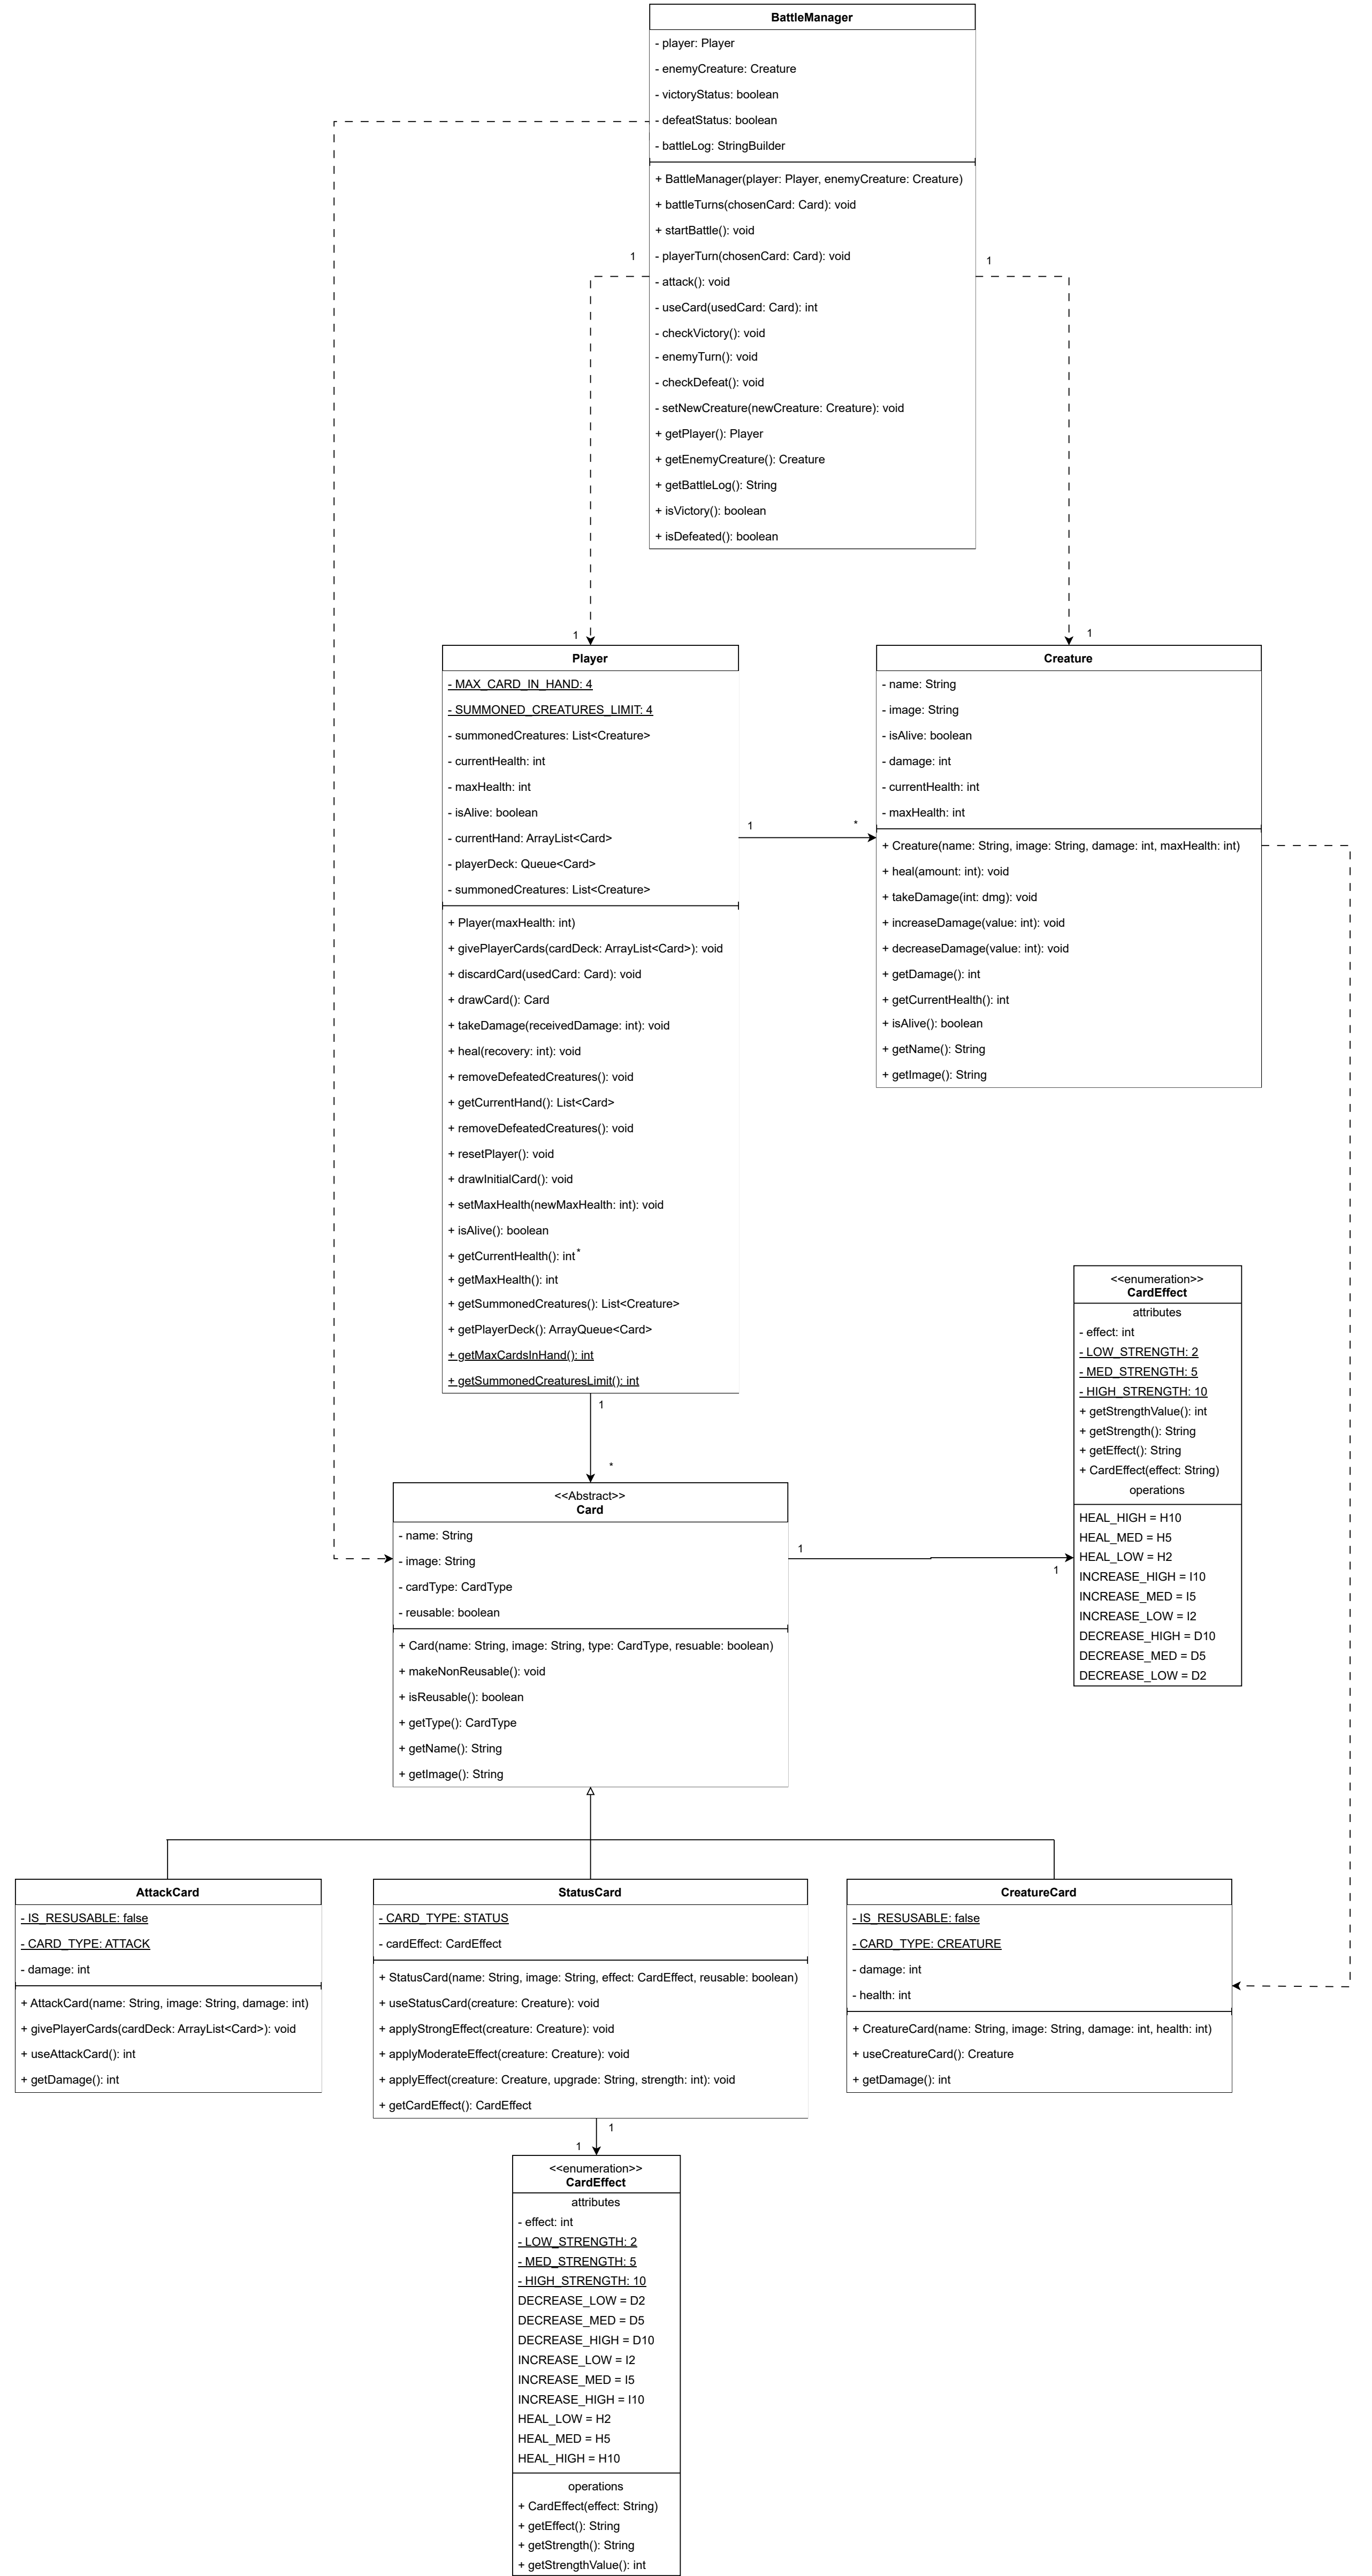 BattleManager
- player: Player
- enemyCreature: Creature
- victoryStatus: boolean
- defeatStatus: boolean
- battleLog: StringBuilder
+ BattleManager(player: Player, enemyCreature: Creature)
+ battleTurns(chosenCard: Card): void
+ startBattle(): void
- playerTurn(chosenCard: Card): void
- attack(): void
- useCard(usedCard: Card): int
- checkVictory(): void
- enemyTurn(): void
- checkDefeat(): void
- setNewCreature(newCreature: Creature): void
+ getPlayer(): Player
+ getEnemyCreature(): Creature
+ getBattleLog(): String
+ isVictory(): boolean
+ isDefeated(): boolean
1
1
1
1
Player
- MAX_CARD_IN_HAND: 4
- SUMMONED_CREATURES_LIMIT: 4
- summonedCreatures: List<Creature>
- currentHealth: int
- maxHealth: int
- isAlive: boolean
- currentHand: ArrayList<Card>
- playerDeck: Queue<Card>
- summonedCreatures: List<Creature>
+ Player(maxHealth: int)
+ givePlayerCards(cardDeck: ArrayList<Card>): void
+ discardCard(usedCard: Card): void
+ drawCard(): Card
+ takeDamage(receivedDamage: int): void
+ heal(recovery: int): void
+ removeDefeatedCreatures(): void
+ getCurrentHand(): List<Card>
+ removeDefeatedCreatures(): void
+ resetPlayer(): void
+ drawInitialCard(): void
+ setMaxHealth(newMaxHealth: int): void
+ isAlive(): boolean
+ getCurrentHealth(): int*
+ getMaxHealth(): int
+ getSummonedCreatures(): List<Creature>
+ getPlayerDeck(): ArrayQueue<Card>
+ getMaxCardsInHand(): int
+ getSummonedCreaturesLimit(): int
1
*
Creature
- name: String
- image: String
- isAlive: boolean
- damage: int
- currentHealth: int
- maxHealth: int
+ Creature(name: String, image: String, damage: int, maxHealth: int)
+ heal(amount: int): void
+ takeDamage(int: dmg): void
+ increaseDamage(value: int): void
+ decreaseDamage(value: int): void
+ getDamage(): int
+ getCurrentHealth(): int
+ isAlive(): boolean
+ getName(): String
+ getImage(): String
1
*
<<Abstract>>
Card
- name: String
- image: String
- cardType: CardType
- reusable: boolean
+ Card(name: String, image: String, type: CardType, resuable: boolean)
+ makeNonReusable(): void
+ isReusable(): boolean
+ getType(): CardType
+ getName(): String
+ getImage(): String
1
1
<<enumeration>>
CardEffect
attributes
- effect: int
- LOW_STRENGTH: 2
- MED_STRENGTH: 5
- HIGH_STRENGTH: 10
+ getStrengthValue(): int
+ getStrength(): String
+ getEffect(): String
+ CardEffect(effect: String)
operations
HEAL_HIGH = H10
HEAL_MED = H5
HEAL_LOW = H2
INCREASE_HIGH = I10
INCREASE_MED = I5
INCREASE_LOW = I2
DECREASE_HIGH = D10
DECREASE_MED = D5
DECREASE_LOW = D2
AttackCard
- IS_RESUSABLE: false
- CARD_TYPE: ATTACK
- damage: int
+ AttackCard(name: String, image: String, damage: int)
+ givePlayerCards(cardDeck: ArrayList<Card>): void
+ useAttackCard(): int
+ getDamage(): int
StatusCard
- CARD_TYPE: STATUS
- cardEffect: CardEffect
+ StatusCard(name: String, image: String, effect: CardEffect, reusable: boolean)
+ useStatusCard(creature: Creature): void
+ applyStrongEffect(creature: Creature): void
+ applyModerateEffect(creature: Creature): void
+ applyEffect(creature: Creature, upgrade: String, strength: int): void
+ getCardEffect(): CardEffect
CreatureCard
- IS_RESUSABLE: false
- CARD_TYPE: CREATURE
- damage: int
- health: int
+ CreatureCard(name: String, image: String, damage: int, health: int)
+ useCreatureCard(): Creature
+ getDamage(): int
1
1
<<enumeration>>
CardEffect
attributes
- effect: int
- LOW_STRENGTH: 2
- MED_STRENGTH: 5
- HIGH_STRENGTH: 10
DECREASE_LOW = D2
DECREASE_MED = D5
DECREASE_HIGH = D10
INCREASE_LOW = I2
INCREASE_MED = I5
INCREASE_HIGH = I10
HEAL_LOW = H2
HEAL_MED = H5
HEAL_HIGH = H10
operations
+ CardEffect(effect: String)
+ getEffect(): String
+ getStrength(): String
+ getStrengthValue(): int